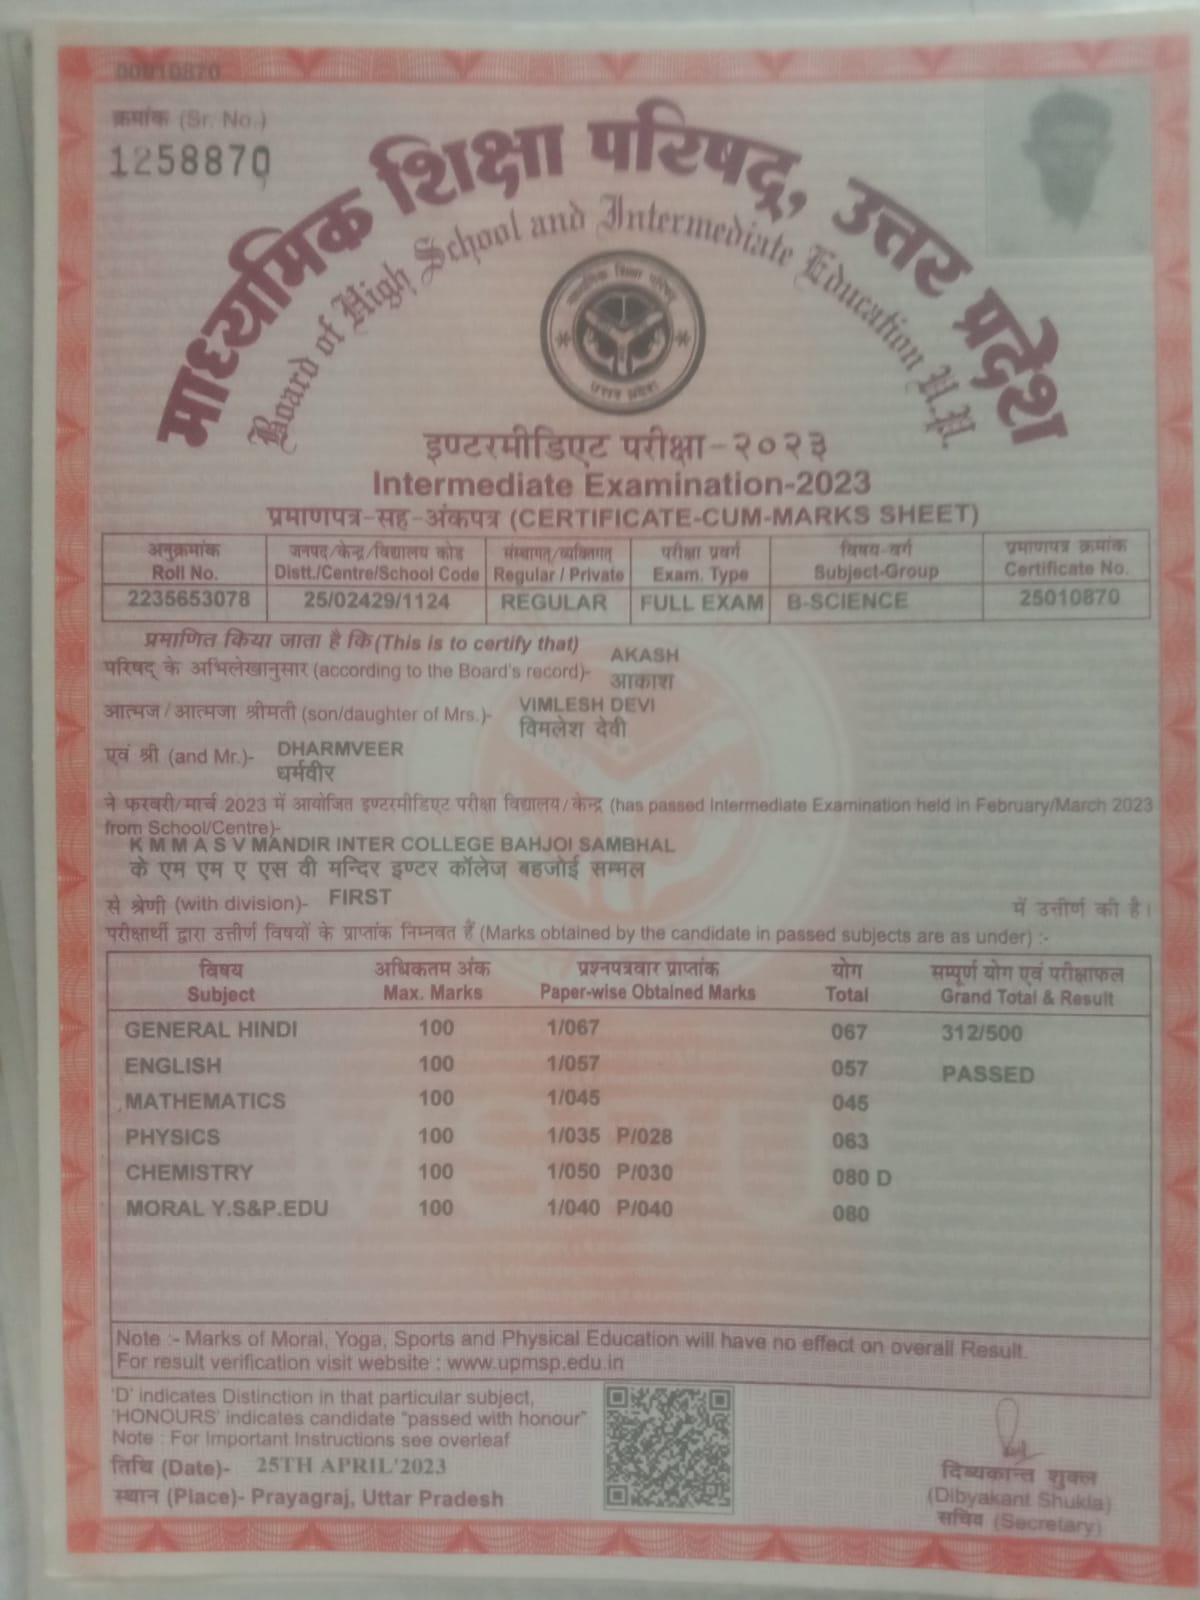 00010870
क्रमांक (Sr. No.)
1258870
माध्यमिक शिक्षा परिषद्, उत्तर प्रदेश
Board of High School and Intermediate Education U.P.
माध्यमिक शिक्षा परिषद्
उत्तर प्रदेश
इण्टरमीडिएट परीक्षा-२०२३
Intermediate Examination-2023
प्रमाणपत्र-सह-अंकपत्र (CERTIFICATE-CUM-MARKS SHEET)
अनुक्रमांक जनपद/केन्द्र/विद्यालय कोड संस्थागत/व्यक्तिगत परीक्षा प्रवर्ग विषय-वर्ग प्रमाणपत्र क्रमांक
Roll No. Distt./Centre/School Code Regular / Private Exam. Type Subject-Group Certificate No.
2235653078 25/02429/1124 REGULAR FULL EXAM B-SCIENCE 25010870
प्रमाणित किया जाता है कि (This is to certify that)
परिषद् के अभिलेखानुसार (according to the Board's record)- AKASH
आकाश
आत्मज/आत्मजा श्रीमती (son/daughter of Mrs.)- VIMLESH DEVI
विमलेश देवी
एवं श्री (and Mr.)- DHARMVEER
धर्मवीर
ने फरवरी/मार्च 2023 में आयोजित इण्टरमीडिएट परीक्षा विद्यालय/केन्द्र (has passed Intermediate Examination held in February/March 2023
from School/Centre)-
K M M A S V MANDIR INTER COLLEGE BAHJOI SAMBHAL
के एम एम ए एस वी मन्दिर इण्टर कॉलेज बहजोई सम्भल
से श्रेणी (with division)- FIRST में उत्तीर्ण की है।
परीक्षार्थी द्वारा उत्तीर्ण विषयों के प्राप्तांक निम्नवत हैं (Marks obtained by the candidate in passed subjects are as under) :-
विषय अधिकतम अंक प्रश्नपत्रवार प्राप्तांक योग सम्पूर्ण योग एवं परीक्षाफल
Subject Max. Marks Paper-wise Obtained Marks Total Grand Total & Result
GENERAL HINDI 100 1/067 067 312/500
ENGLISH 100 1/057 057 PASSED
MATHEMATICS 100 1/045 045
PHYSICS 100 1/035 P/028 063
CHEMISTRY 100 1/050 P/030 080 D
MORAL Y.S&P.EDU 100 1/040 P/040 080
Note :- Marks of Moral, Yoga, Sports and Physical Education will have no effect on overall Result.
For result verification visit website : www.upmsp.edu.in
'D' indicates Distinction in that particular subject,
'HONOURS' indicates candidate "passed with honour"
Note : For Important Instructions see overleaf
तिथि (Date)- 25TH APRIL'2023
स्थान (Place)- Prayagraj, Uttar Pradesh
दिब्यकान्त शुक्ल
(Dibyakant Shukla)
सचिव (Secretary)